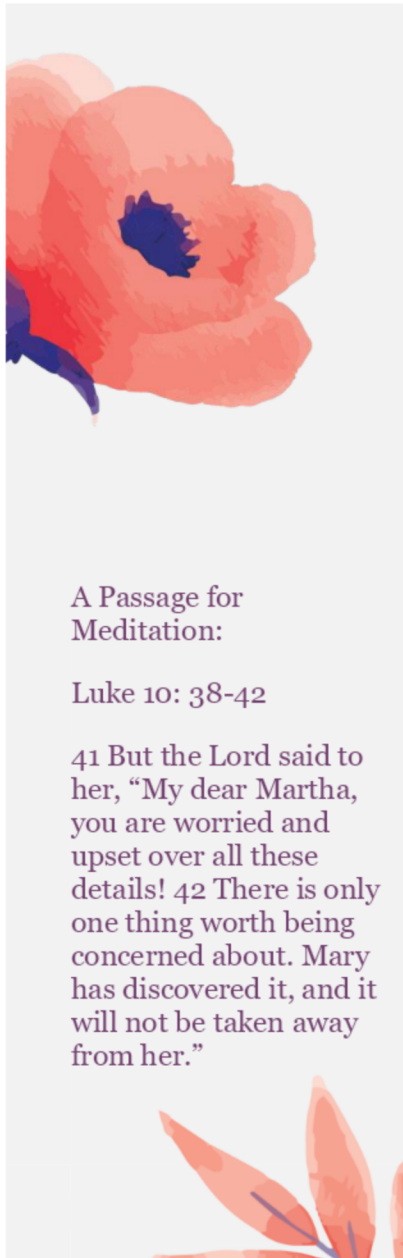 A Passage for
Meditation:
Luke 10: 38-42
41 But the Lord said to
her, “My dear Martha,
you are worried and
upset over all these
details! 42 There is only
one thing worth being
concerned about. Mary
has discovered it, and it
will not be taken away
from her.”